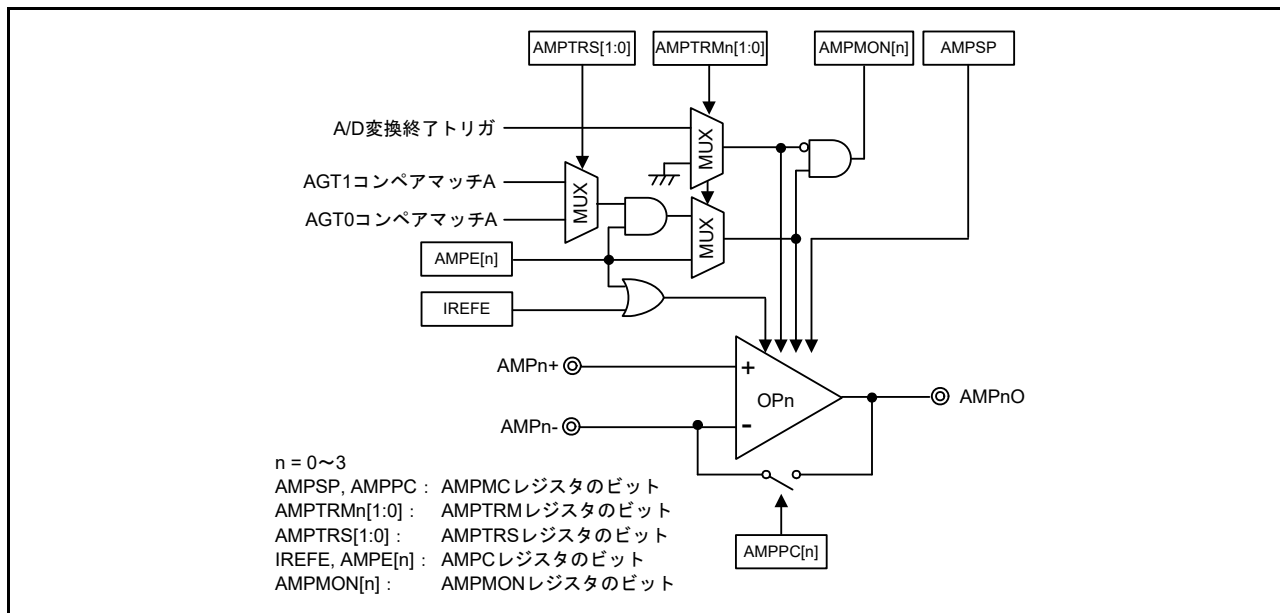 AMPTRS[1:0]
AMPTRMn[1:0]
AMPMON[n]
AMPSP
A/D変換終了トリガ
MUX
AGT1コンペアマッチA
MUX
AGT0コンペアマッチA
MUX
AMPE[n]
IREFE
AMPn+
+
OPn
AMPnO
AMPn-
-
n = 0～3
AMPSP, AMPPC : AMPMCレジスタのビット
AMPTRMn[1:0] : AMPTRMレジスタのビット
AMPTRS[1:0] : AMPTRSレジスタのビット
IREFE, AMPE[n] : AMPCレジスタのビット
AMPMON[n] : AMPMONレジスタのビット
AMPPC[n]